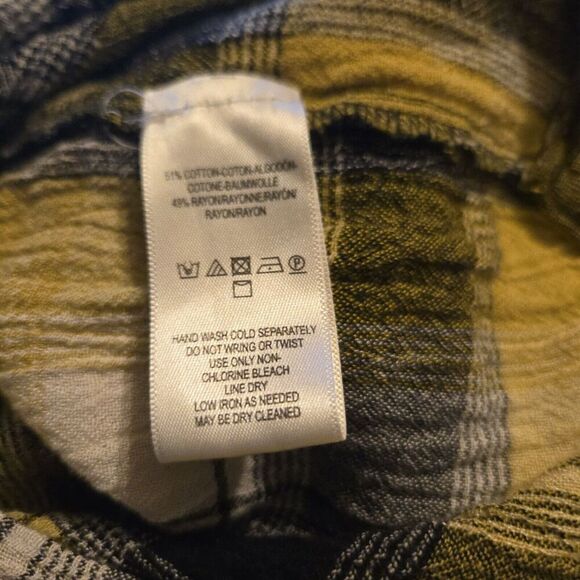 51% COTTON-COTON-ALGODÓN-
COTONE-BAUMWOLLE
49% RAYON/RAYONNE/RAYÓN/
RAYON/RAYON
HAND WASH COLD SEPARATELY
DO NOT WRING OR TWIST
USE ONLY NON-
CHLORINE BLEACH
LINE DRY
LOW IRON AS NEEDED
MAY BE DRY CLEANED